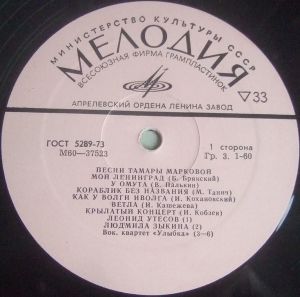 МИНИСТЕРСТВО КУЛЬТУРЫ СССР
МЕЛОДИЯ
ВСЕСОЮЗНАЯ ФИРМА ГРАМПЛАСТИНОК
АПРЕЛЕВСКИЙ ОРДЕНА ЛЕНИНА ЗАВОД
▽33
ГОСТ 5289-73
М60—37523
1 сторона
Гр. 3. 1-60
ПЕСНИ ТАМАРЫ МАРКОВОЙ
МОЙ ЛЕНИНГРАД (Б. Брянский)
У ОМУТА (В. Малькин)
КОРАБЛИК БЕЗ НАЗВАНИЯ (М. Танич)
КАК У ВОЛГИ ИВОЛГА (И. Кохановский)
ВЕТЛА (И. Кашежева)
КРЫЛАТЫЙ КОНЦЕРТ (И. Кобзев)
ЛЕОНИД УТЕСОВ (1)
ЛЮДМИЛА ЗЫКИНА (2)
Вок. квартет «Улыбка» (3—6)